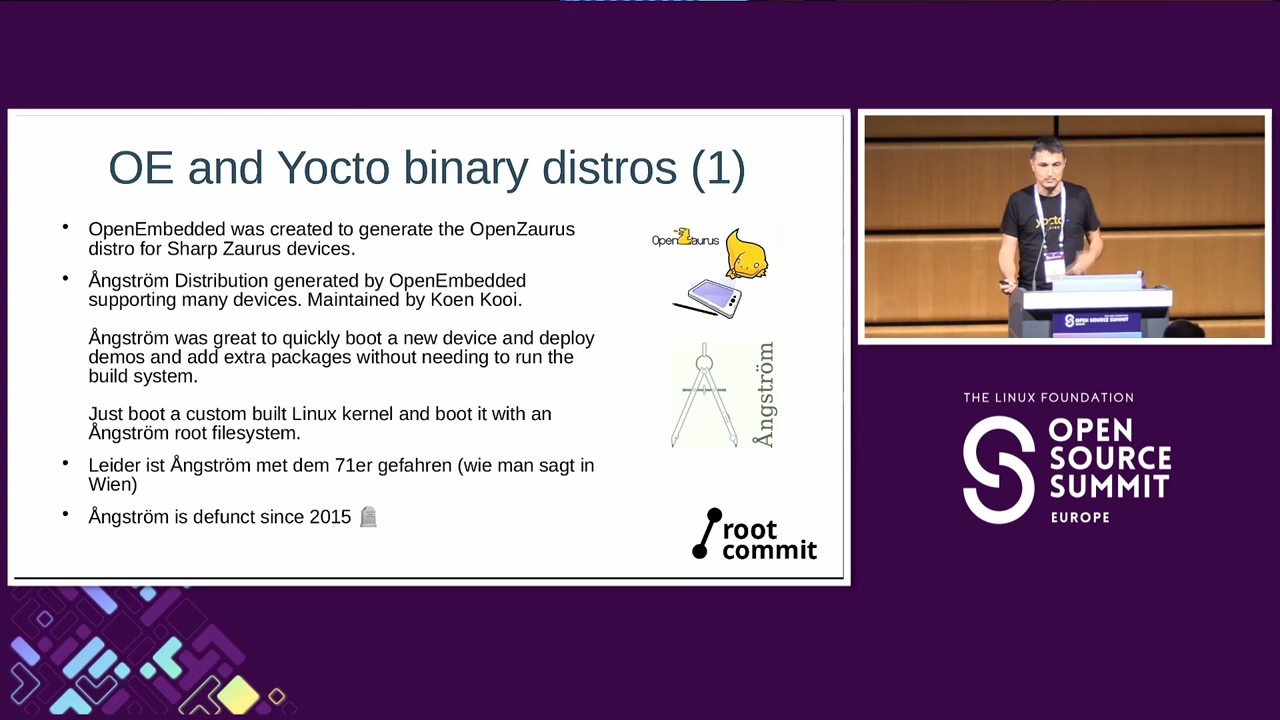 OE and Yocto binary distros (1)
• OpenEmbedded was created to generate the OpenZaurus
distro for Sharp Zaurus devices.
• Ångström Distribution generated by OpenEmbedded
supporting many devices. Maintained by Koen Kooi.
Ångström was great to quickly boot a new device and deploy
demos and add extra packages without needing to run the
build system.
Just boot a custom built Linux kernel and boot it with an
Ångström root filesystem.
• Leider ist Ångström met dem 71er gefahren (wie man sagt in
Wien)
• Ångström is defunct since 2015
OpenZaurus
Ångström
root
commit
yocto
OPEN SOURCE SUMMIT
THE LINUX FOUNDATION
OPEN
SOURCE
SUMMIT
EUROPE